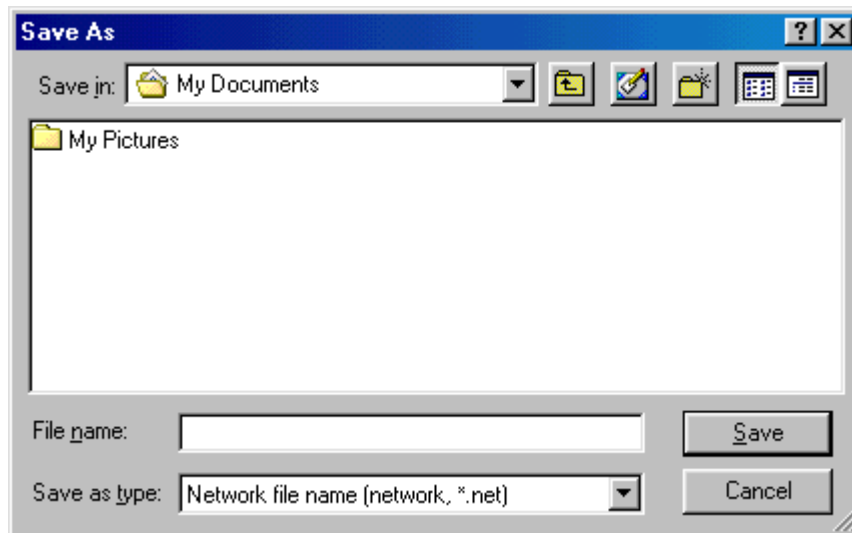 Save As
Save in: My Documents
My Pictures
File name: Save
Save as type: Network file name (network, *.net) Cancel